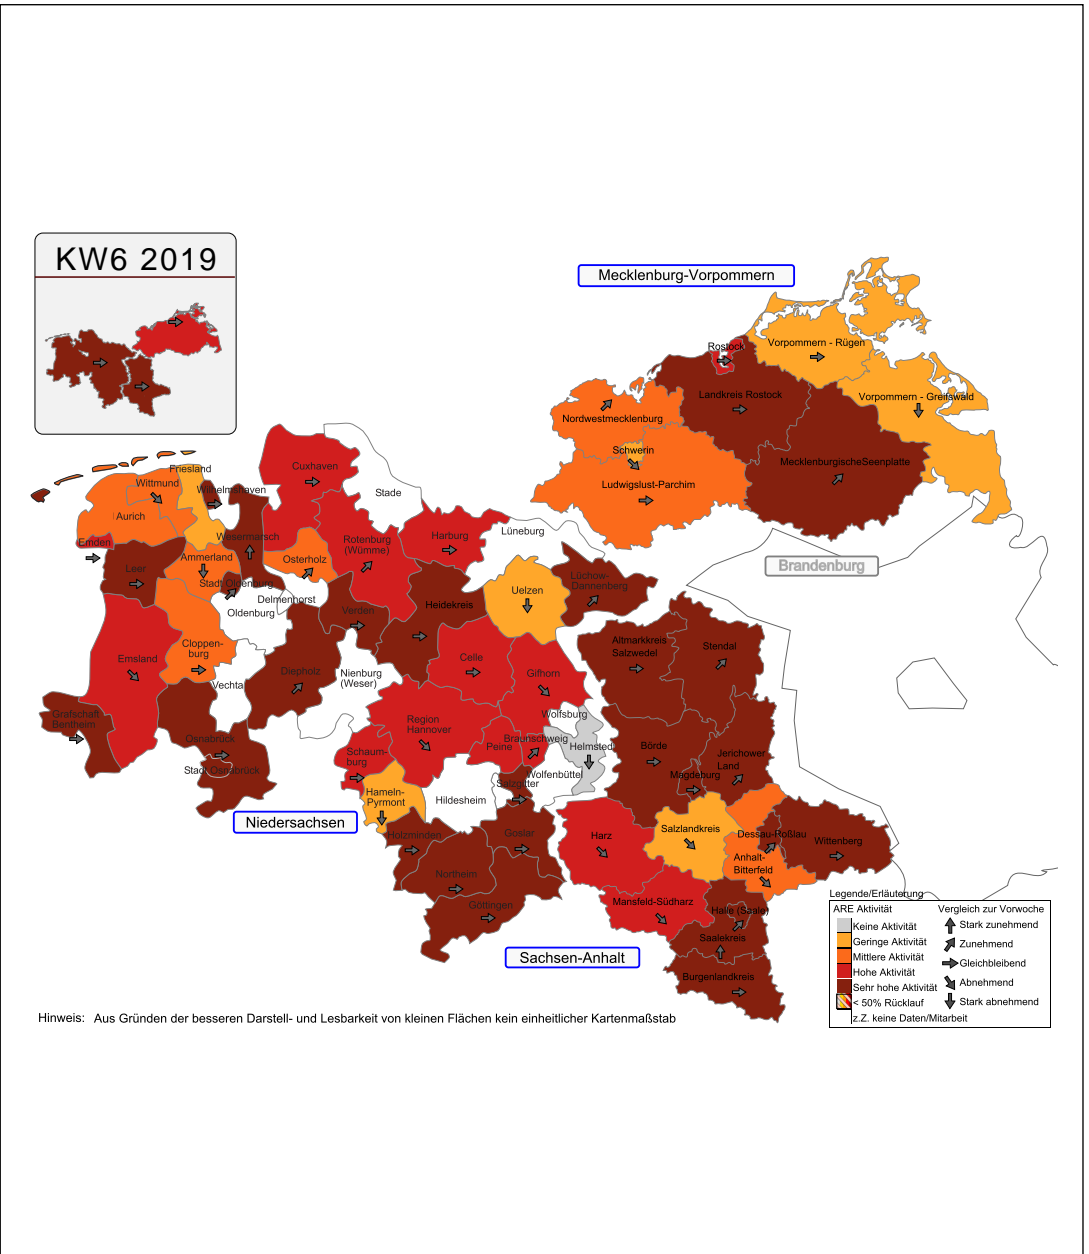 KW6 2019
Mecklenburg-Vorpommern
Rostock
Vorpommern - Rügen
Landkreis Rostock
Vorpommern - Greifswald
Nordwestmecklenburg
Schwerin
MecklenburgischeSeenplatte
Ludwigslust-Parchim
Brandenburg
Cuxhaven
Friesland
Wittmund
Wilhelmshaven
Stade
Aurich
Wesermarsch
Emden
Lüneburg
Harburg
Rotenburg
(Wümme)
Ammerland
Osterholz
Leer
Stadt Oldenburg
Delmenhorst
Oldenburg
Verden
Heidekreis
Uelzen
Lüchow-
Dannenberg
Cloppen-
burg
Emsland
Vechta
Diepholz
Nienburg
(Weser)
Celle
Gifhorn
Altmarkkreis
Salzwedel
Stendal
Grafschaft
Bentheim
Osnabrück
Stadt Osnabrück
Region
Hannover
Wolfsburg
Braunschweig
Peine
Helmsted
Schaum-
burg
Wolfenbüttel
Salzgitter
Börde
Jerichower
Land
Magdeburg
Hameln-
Pyrmont
Hildesheim
Niedersachsen
Holzminden
Goslar
Harz
Salzlandkreis
Dessau-Roßlau
Wittenberg
Anhalt-
Bitterfeld
Northeim
Göttingen
Mansfeld-Südharz
Halle (Saale)
Saalekreis
Sachsen-Anhalt
Burgenlandkreis
Legende/Erläuterung
ARE Aktivität
Vergleich zur Vorwoche
Keine Aktivität
Stark zunehmend
Geringe Aktivität
Zunehmend
Mittlere Aktivität
Gleichbleibend
Hohe Aktivität
Abnehmend
Sehr hohe Aktivität
Stark abnehmend
< 50% Rücklauf
z.Z. keine Daten/Mitarbeit
Hinweis: Aus Gründen der besseren Darstell- und Lesbarkeit von kleinen Flächen kein einheitlicher Kartenmaßstab